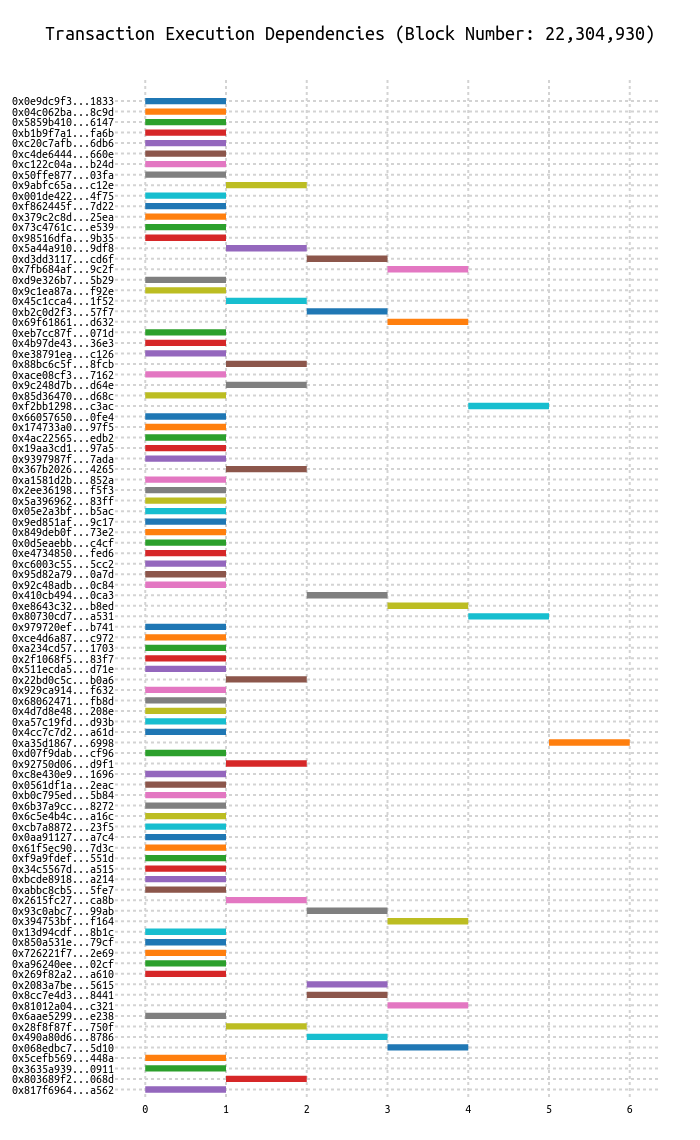 Transaction Execution Dependencies (Block Number: 22,304,930)
0x0e9dc9f3...1833
0x04c062ba...8c9d
0x5859b410...6147
0xb1b9f7a1...fa6b
0xc20c7afb...6db6
0xc4de6444...660e
0xc122c04a...b24d
0x50ffe877...03fa
0x9abfc65a...c12e
0x001de422...4f75
0xf862445f...7d22
0x379c2c8d...25ea
0x73c4761c...e539
0x98516dfa...9b35
0x5a44a910...9df8
0xd3dd3117...cd6f
0x7fb684af...9c2f
0xd9e326b7...5b29
0x9c1ea87a...f92e
0x45c1cca4...1f52
0xb2c0d2f3...57f7
0x69f61861...d632
0xeb7cc87f...071d
0x4b97de43...36e3
0xe38791ea...c126
0x88bc6c5f...8fcb
0xace08cf3...7162
0x9c248d7b...d64e
0x85d36470...d68c
0xf2bb1298...c3ac
0x66057650...0fe4
0x174733a0...97f5
0x4ac22565...edb2
0x19aa3cd1...97a5
0x9397987f...7ada
0x367b2026...4265
0xa1581d2b...852a
0x2ee36198...f5f3
0x5a396962...83ff
0x05e2a3bf...b5ac
0x9ed851af...9c17
0x849deb0f...73e2
0x0d5eaebb...c4cf
0xe4734850...fed6
0xc6003c55...5cc2
0x95d82a79...0a7d
0x92c48adb...0c84
0x410cb494...0ca3
0xe8643c32...b8ed
0x80730cd7...a531
0x979720ef...b741
0xce4d6a87...c972
0xa234cd57...1703
0x2f1068f5...83f7
0x511ecda5...d71e
0x22bd0c5c...b0a6
0x929ca914...f632
0x68062471...fb8d
0x4d7d8e48...208e
0xa57c19fd...d93b
0x4cc7c7d2...a61d
0xa35d1867...6998
0xd07f9dab...cf96
0x92750d06...d9f1
0xc8e430e9...1696
0x0561df1a...2eac
0xb0c795ed...5b84
0x6b37a9cc...8272
0x6c5e4b4c...a16c
0xcb7a8872...23f5
0x0aa91127...a7c4
0x61f5ec90...7d3c
0xf9a9fdef...551d
0x34c5567d...a515
0xbcde8918...a214
0xabbc8cb5...5fe7
0x2615fc27...ca8b
0x93c0abc7...99ab
0x394753bf...f164
0x13d94cdf...8b1c
0x850a531e...79cf
0x726221f7...2e69
0xa96240ee...02cf
0x269f82a2...a610
0x2083a7be...5615
0x8cc7e4d3...8441
0x81012a04...c321
0x6aae5299...e238
0x28f8f87f...750f
0x490a80d6...8786
0x068edbc7...5d10
0x5cefb569...448a
0x3635a939...0911
0x803689f2...068d
0x817f6964...a562
0 1 2 3 4 5 6